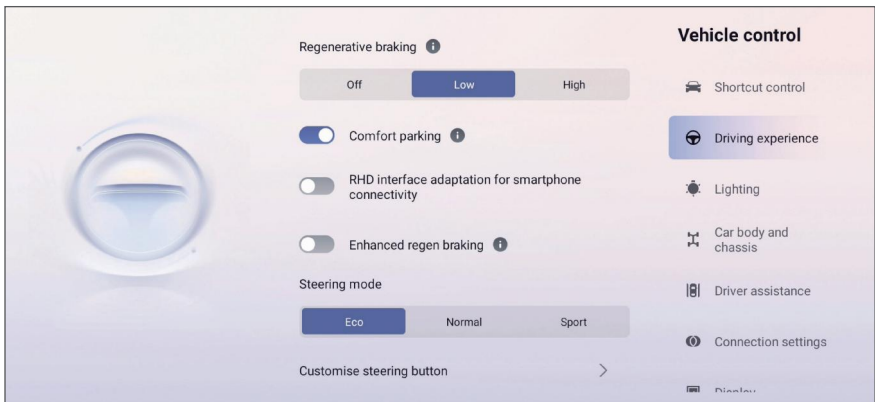 Regenerative braking
Off Low High
Comfort parking
RHD interface adaptation for smartphone
connectivity
Enhanced regen braking
Steering mode
Eco Normal Sport
Customise steering button
Vehicle control
Shortcut control
Driving experience
Lighting
Car body and
chassis
Driver assistance
Connection settings
Display